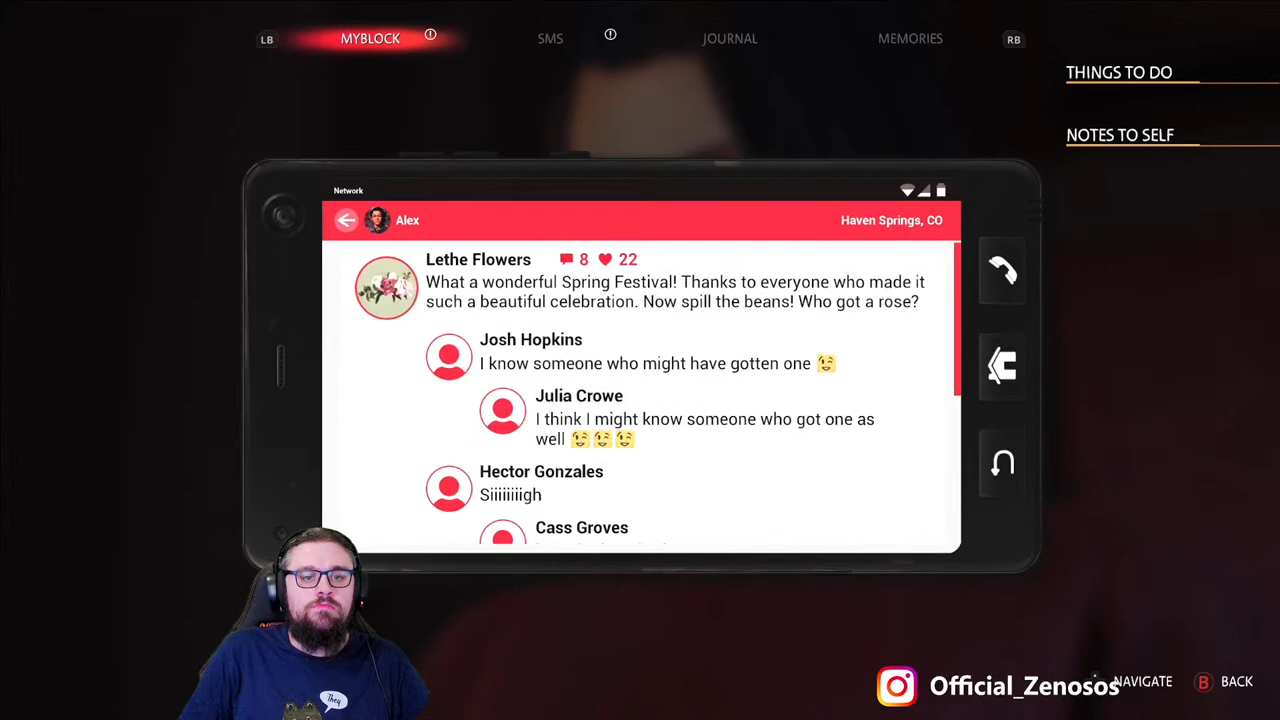 LB MYBLOCK SMS JOURNAL MEMORIES RB
THINGS TO DO
NOTES TO SELF
Network
Alex Haven Springs, CO
Lethe Flowers 8 22
What a wonderful Spring Festival! Thanks to everyone who made it
such a beautiful celebration. Now spill the beans! Who got a rose?
Josh Hopkins
I know someone who might have gotten one 😉
Julia Crowe
I think I might know someone who got one as
well 😉😉😉
Hector Gonzales
Siiiiiiiigh
Cass Groves
They
Official_Zenosos
NAVIGATE B BACK